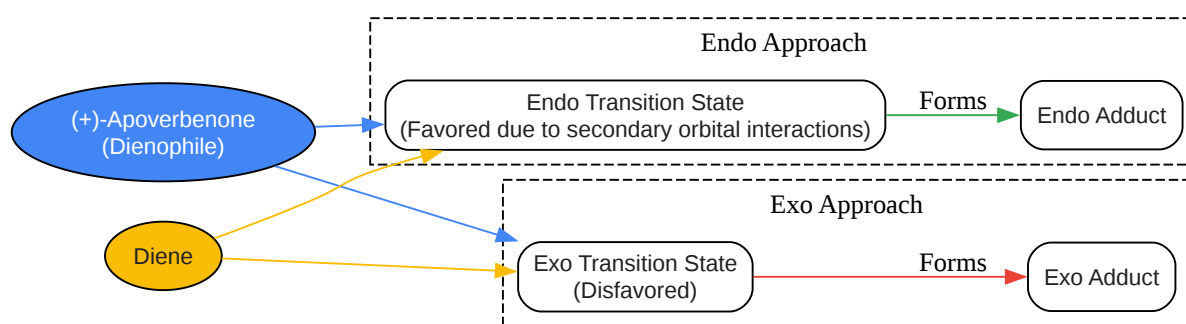 Endo Approach
(+)-Apoverbenone
(Dienophile)
Endo Transition State
(Favored due to secondary orbital interactions)
Forms
Endo Adduct
Exo Approach
Diene
Exo Transition State
(Disfavored)
Forms
Exo Adduct